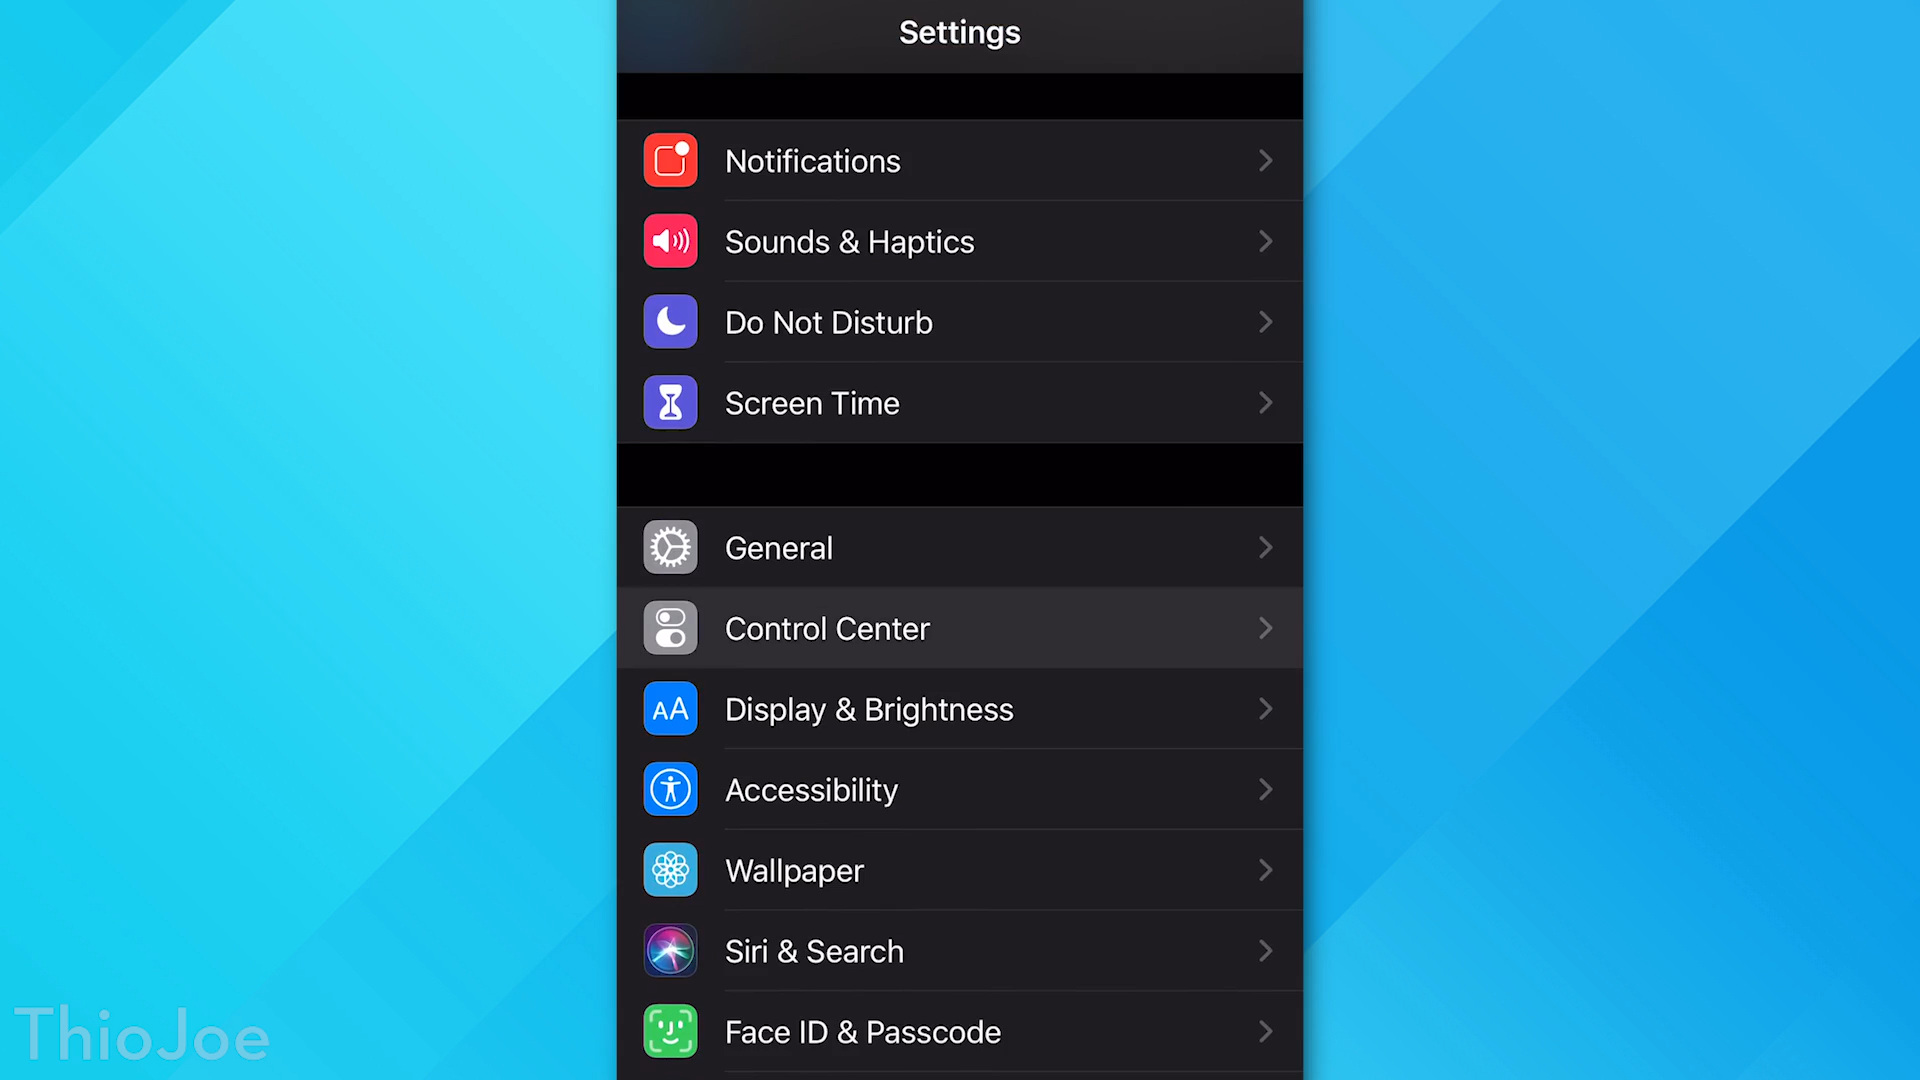 Settings
Notifications
Sounds & Haptics
Do Not Disturb
Screen Time
General
Control Center
AA Display & Brightness
Accessibility
Wallpaper
Siri & Search
Face ID & Passcode
ThioJoe